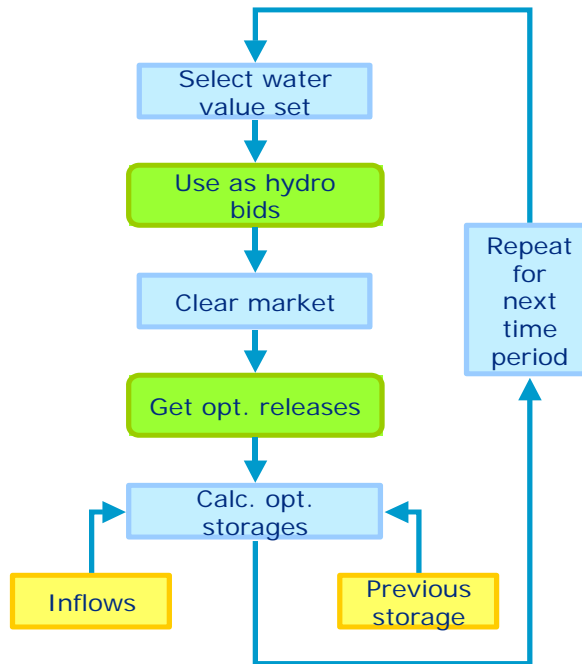 Select water
value set
Use as hydro
bids
Clear market
Get opt. releases
Calc. opt.
storages
Inflows
Previous
storage
Repeat
for
next
time
period